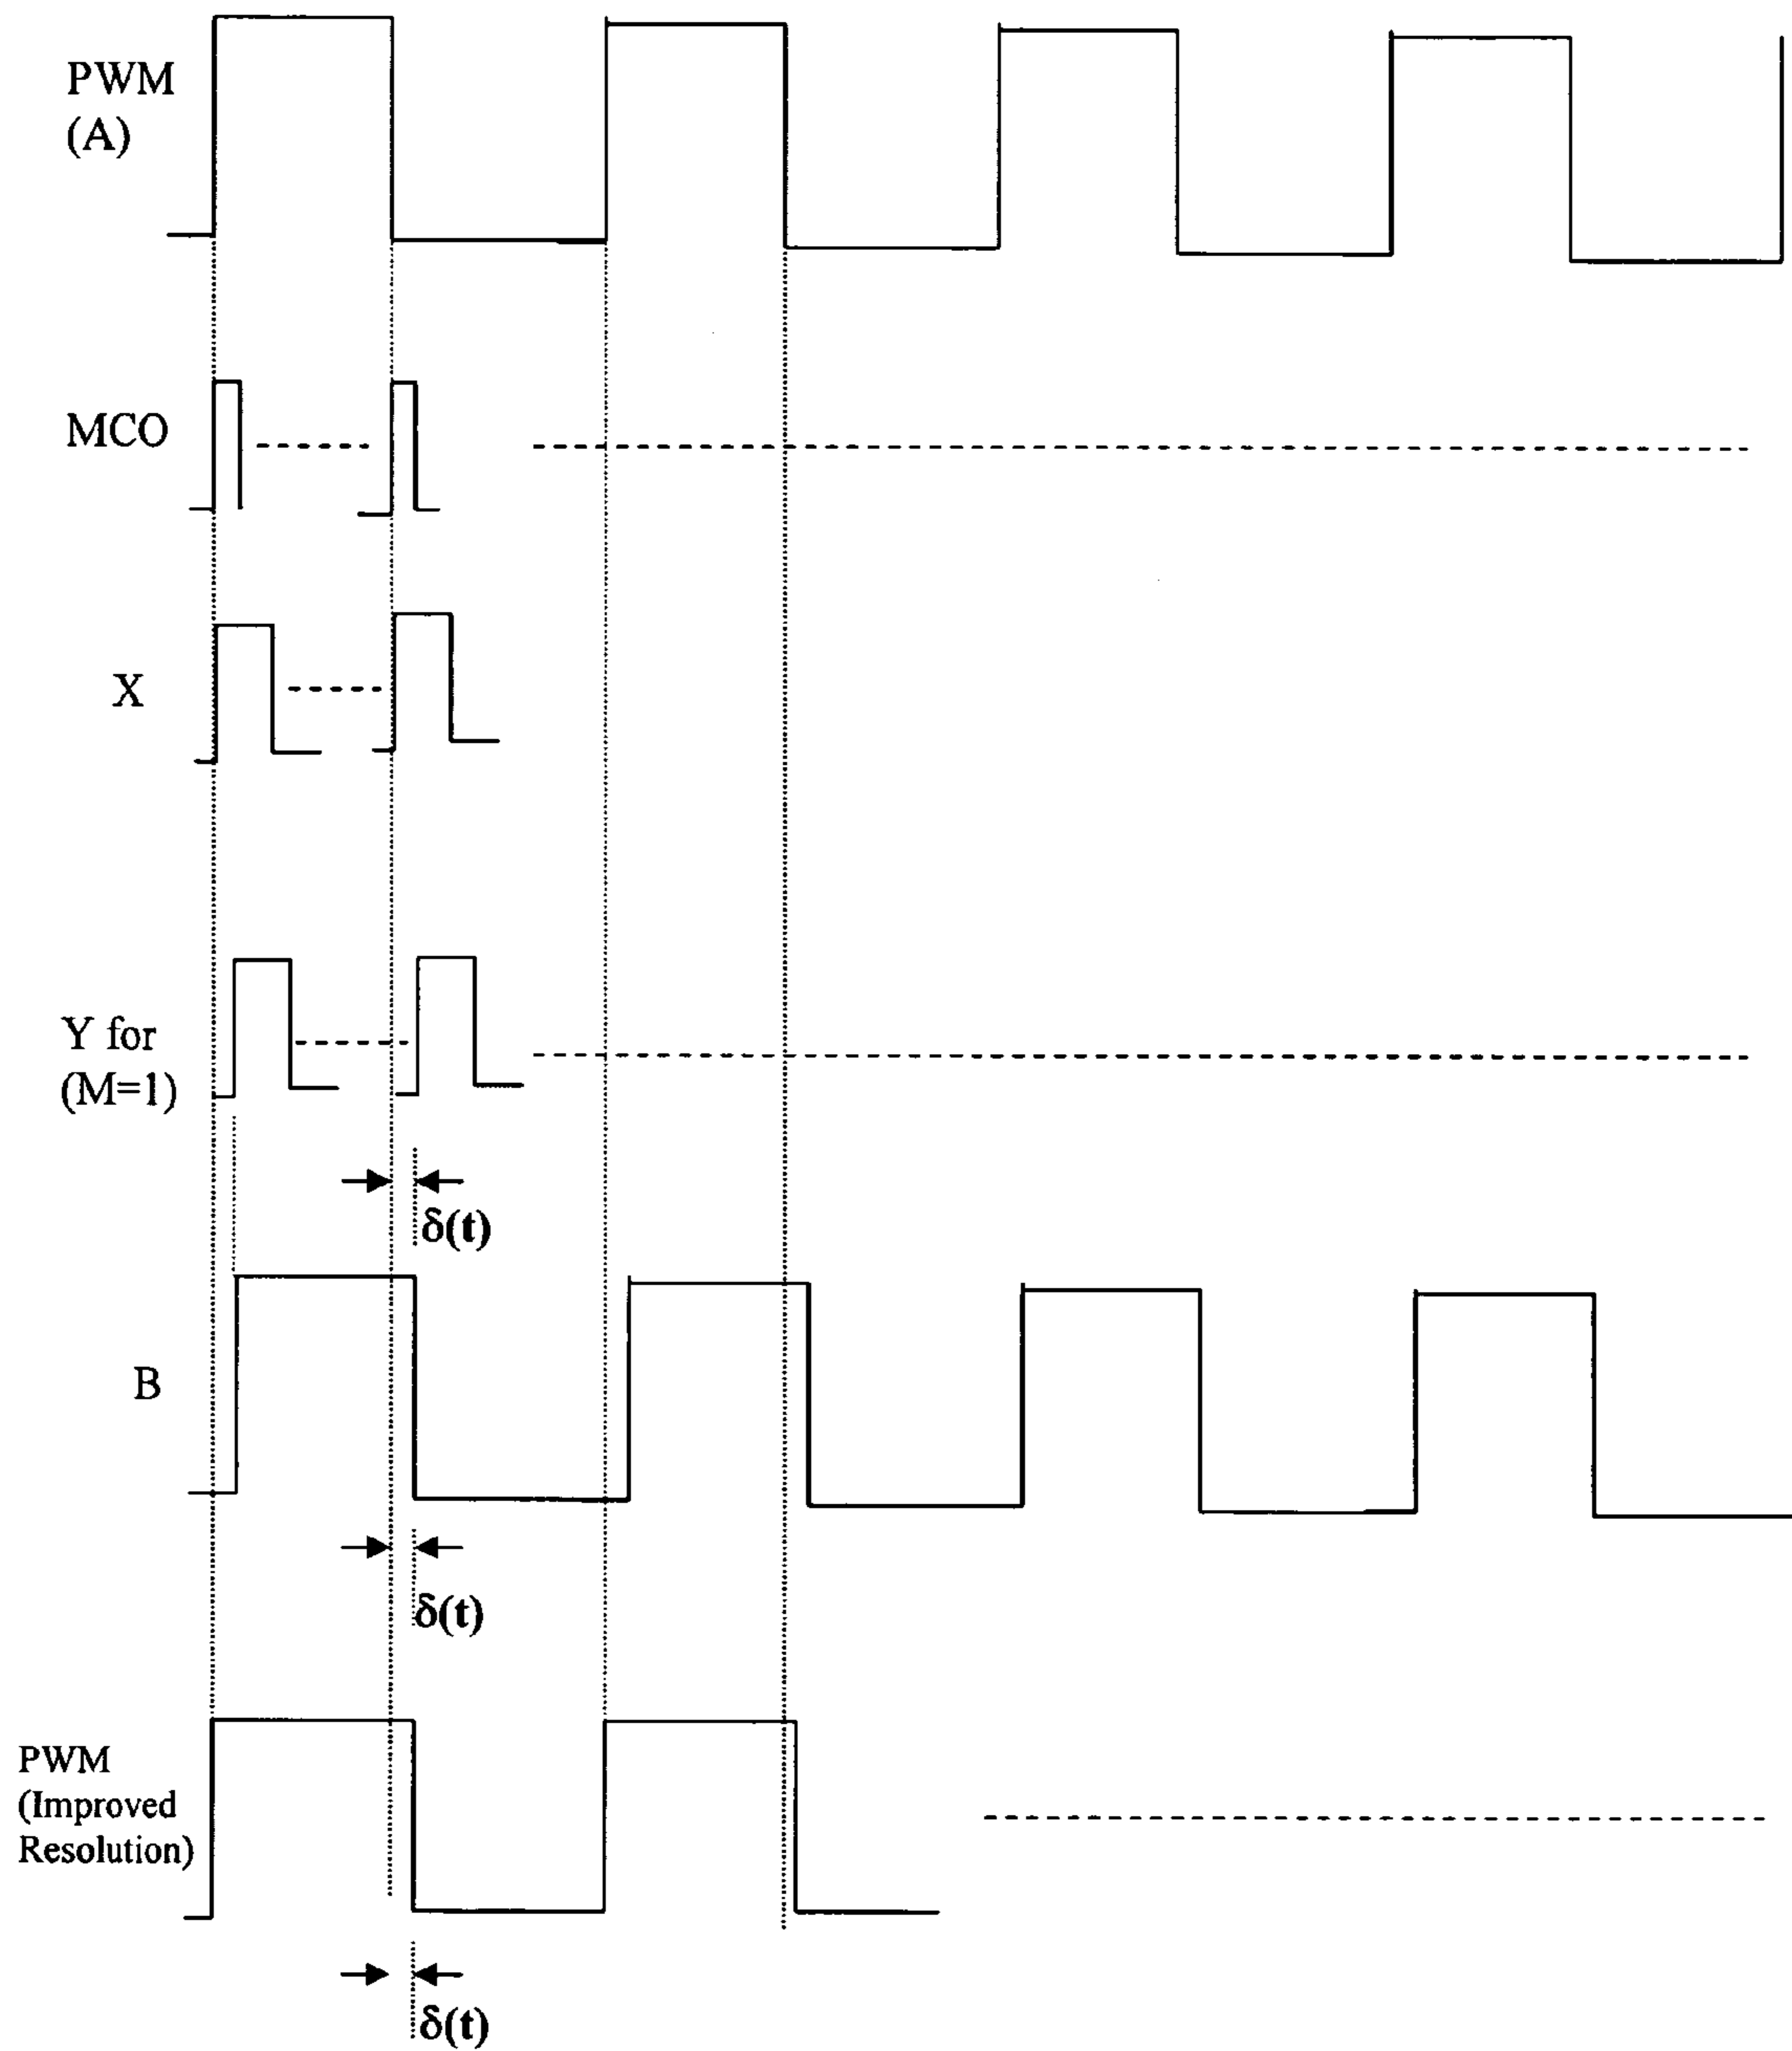 PWM
(A)
MCO
X
Y for
(M=1)
δ(t)
B
δ(t)
PWM
(Improved
Resolution)
δ(t)